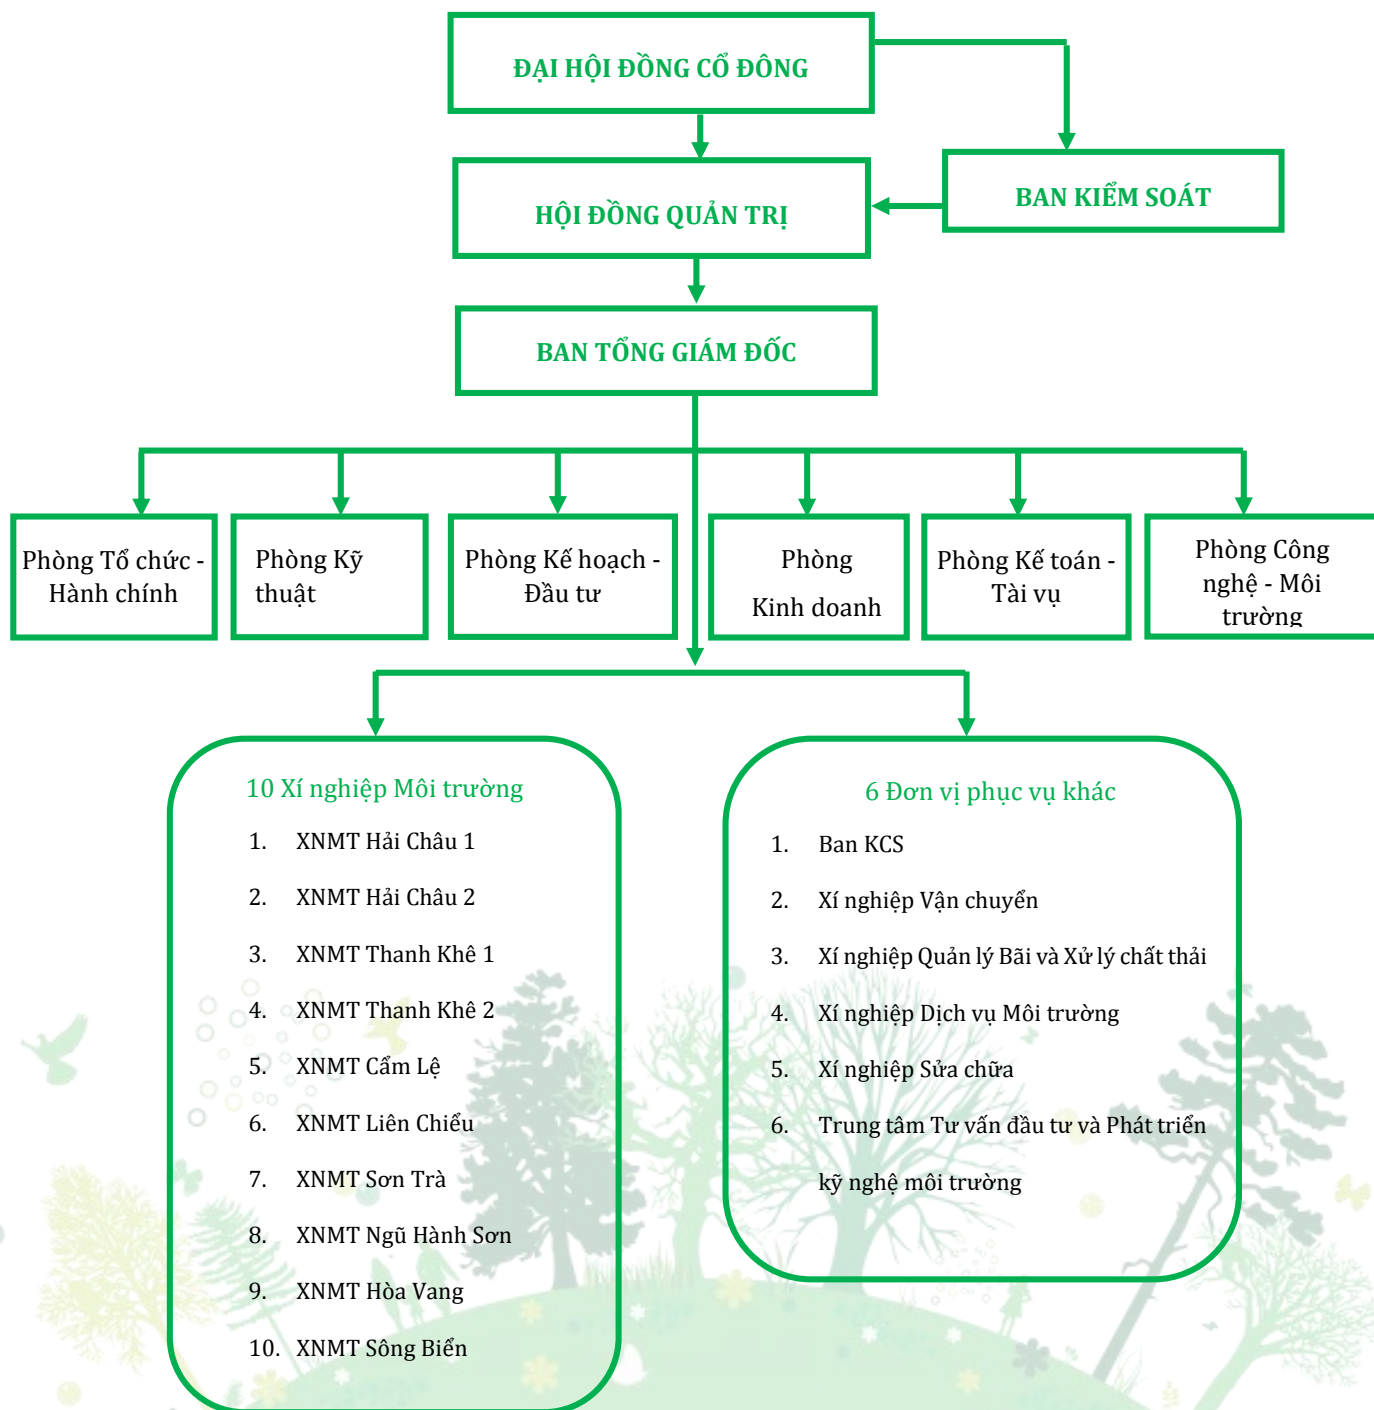 ĐẠI HỘI ĐỒNG CỔ ĐÔNG
BAN KIỂM SOÁT
HỘI ĐỒNG QUẢN TRỊ
BAN TỔNG GIÁM ĐỐC
Phòng Tổ chức -
Hành chính
Phòng Kỹ
thuật
Phòng Kế hoạch -
Đầu tư
Phòng
Kinh doanh
Phòng Kế toán -
Tài vụ
Phòng Công
nghệ - Môi
trường
10 Xí nghiệp Môi trường
1. XNMT Hải Châu 1
2. XNMT Hải Châu 2
3. XNMT Thanh Khê 1
4. XNMT Thanh Khê 2
5. XNMT Cẩm Lệ
6. XNMT Liên Chiểu
7. XNMT Sơn Trà
8. XNMT Ngũ Hành Sơn
9. XNMT Hòa Vang
10. XNMT Sông Biển
6 Đơn vị phục vụ khác
1. Ban KCS
2. Xí nghiệp Vận chuyển
3. Xí nghiệp Quản lý Bãi và Xử lý chất thải
4. Xí nghiệp Dịch vụ Môi trường
5. Xí nghiệp Sửa chữa
6. Trung tâm Tư vấn đầu tư và Phát triển
kỹ nghệ môi trường